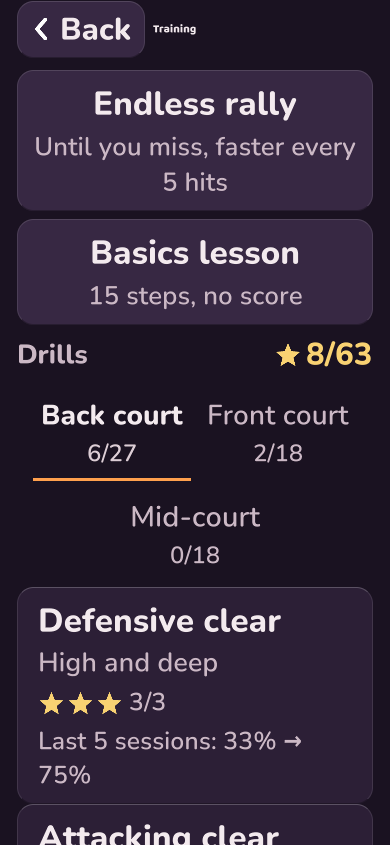 Back
Training
Endless rally
Until you miss, faster every
5 hits
Basics lesson
15 steps, no score
Drills
8/63
Back court
6/27
Front court
2/18
Mid-court
0/18
Defensive clear
High and deep
3/3
Last 5 sessions: 33% →
75%
Attacking clear